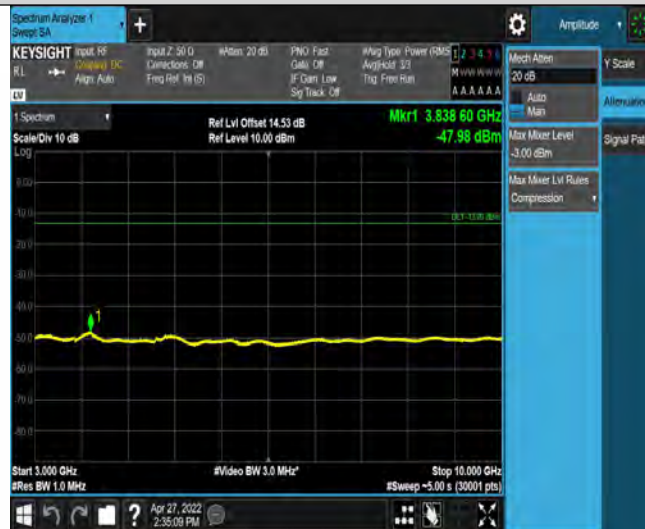 Spectrum Analyzer 1
Swept SA
Amplitude
KEYSIGHT Input: RF
RL
Coupling: DC
Align: Auto
Input Z: 50 Ω
Corrections: Off
Freq Ref: Int (S)
#Atten: 20 dB
PNO: Fast
Gate: Off
IF Gain: Low
Sig Track: Off
#Avg Type: Power (RMS
Avg|Hold: 3/3
Trig: Free Run
1 2 3 4 5 6
M W W W W W
A A A A A A
1 Spectrum
Scale/Div 10 dB
Log
Ref Lvl Offset 14.53 dB
Ref Level 10.00 dBm
Mkr1 3.838 60 GHz
-47.98 dBm
0.00
-10.0
-20.0
-30.0
-40.0
-50.0
-60.0
-70.0
-80.0
1
Start 3.000 GHz
#Res BW 1.0 MHz
#Video BW 3.0 MHz*
Stop 10.000 GHz
#Sweep ~5.00 s (30001 pts)
Mech Atten
20 dB
Auto
Man
Max Mixer Level
-3.00 dBm
Max Mixer Lvl Rules
Compression
Y Scale
Attenuation
Signal Pat
?
Apr 27, 2022
2:35:09 PM